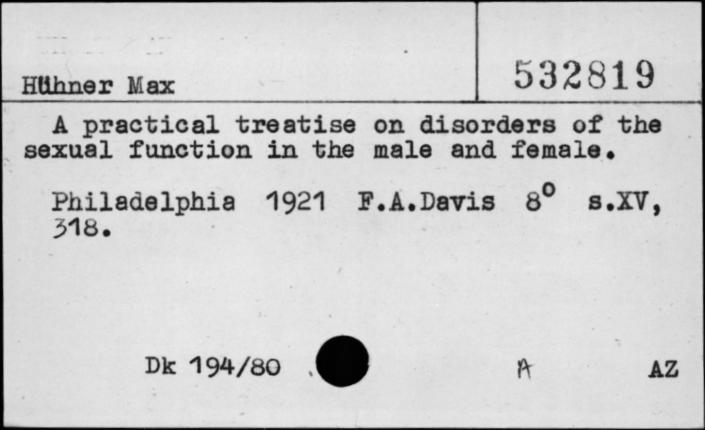 532819
Hühner Max
A practical treatise on disorders of the
sexual function in the male and female.
Philadelphia 1921 F.A.Davis 8° s.XV,
318.
Dk 194/80 A AZ